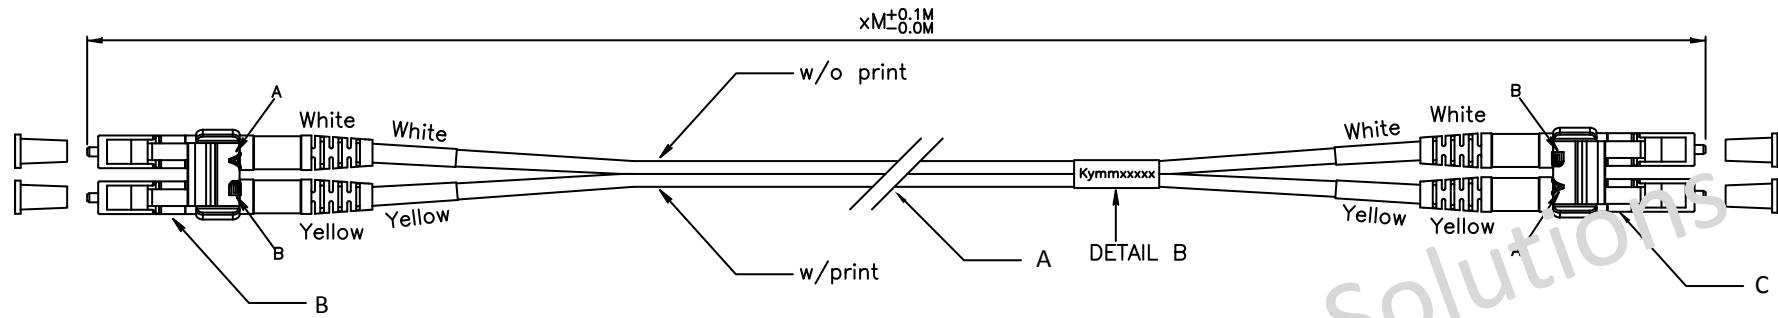 xM+0.1M
-0.0M
w/o print
A
B
White
White
White
White
Kymmxxxxx
Yellow
Yellow
Yellow
Yellow
B
A
w/print
A
DETAIL B
B
C
Solutions